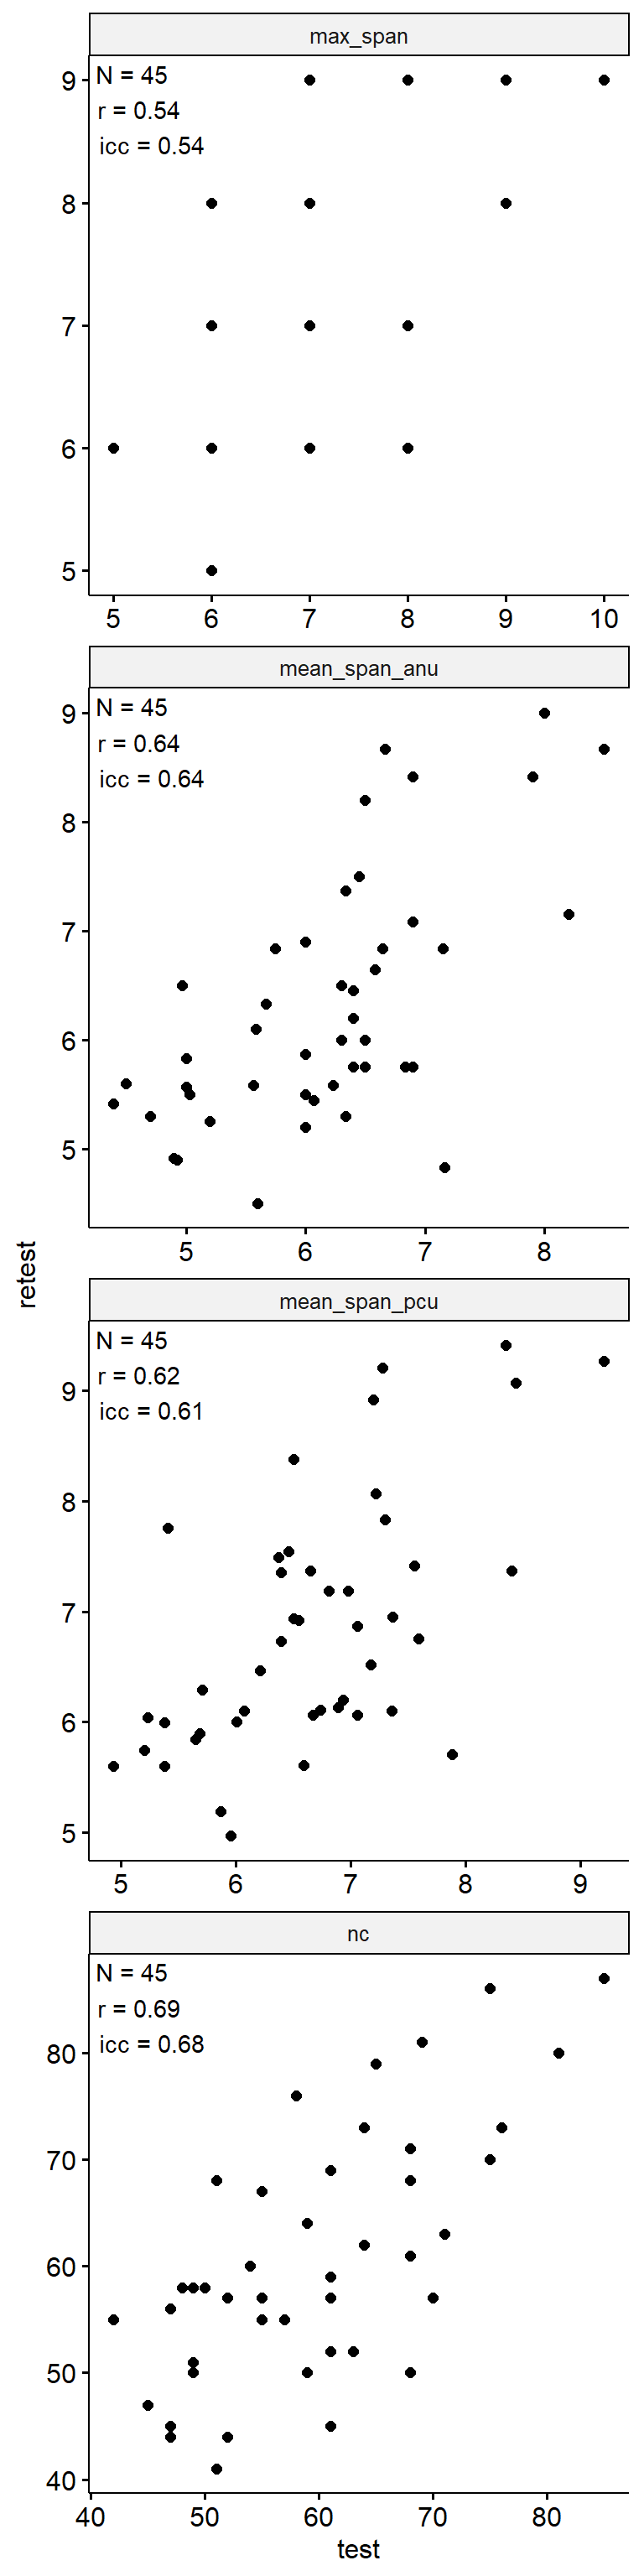 max_span
N = 45
r = 0.54
icc = 0.54
9
8
7
6
5
5 6 7 8 9 10
mean_span_anu
N = 45
r = 0.64
icc = 0.64
9
8
7
6
5
5 6 7 8
retest
mean_span_pcu
N = 45
r = 0.62
icc = 0.61
9
8
7
6
5
5 6 7 8 9
nc
N = 45
r = 0.69
icc = 0.68
80
70
60
50
40
40 50 60 70 80
test